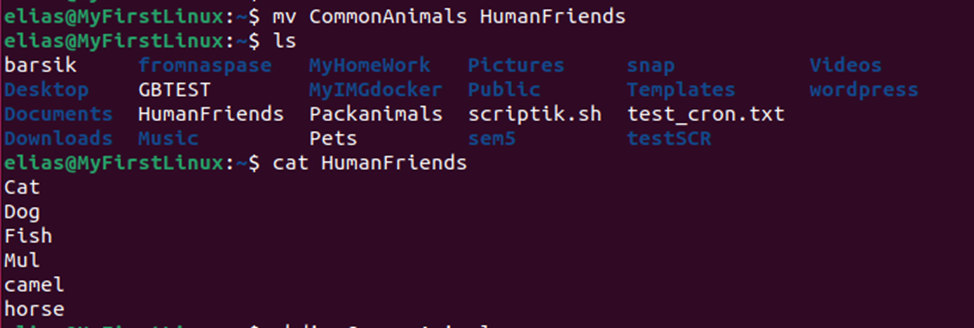 elias@MyFirstLinux:~$ mv CommonAnimals HumanFriends
elias@MyFirstLinux:~$ ls
barsik fromnaspase MyHomeWork Pictures snap Videos
Desktop GBTEST MyIMGdocker Public Templates wordpress
Documents HumanFriends Packanimals scriptik.sh test_cron.txt
Downloads Music Pets sem5 testSCR
elias@MyFirstLinux:~$ cat HumanFriends
Cat
Dog
Fish
Mul
camel
horse